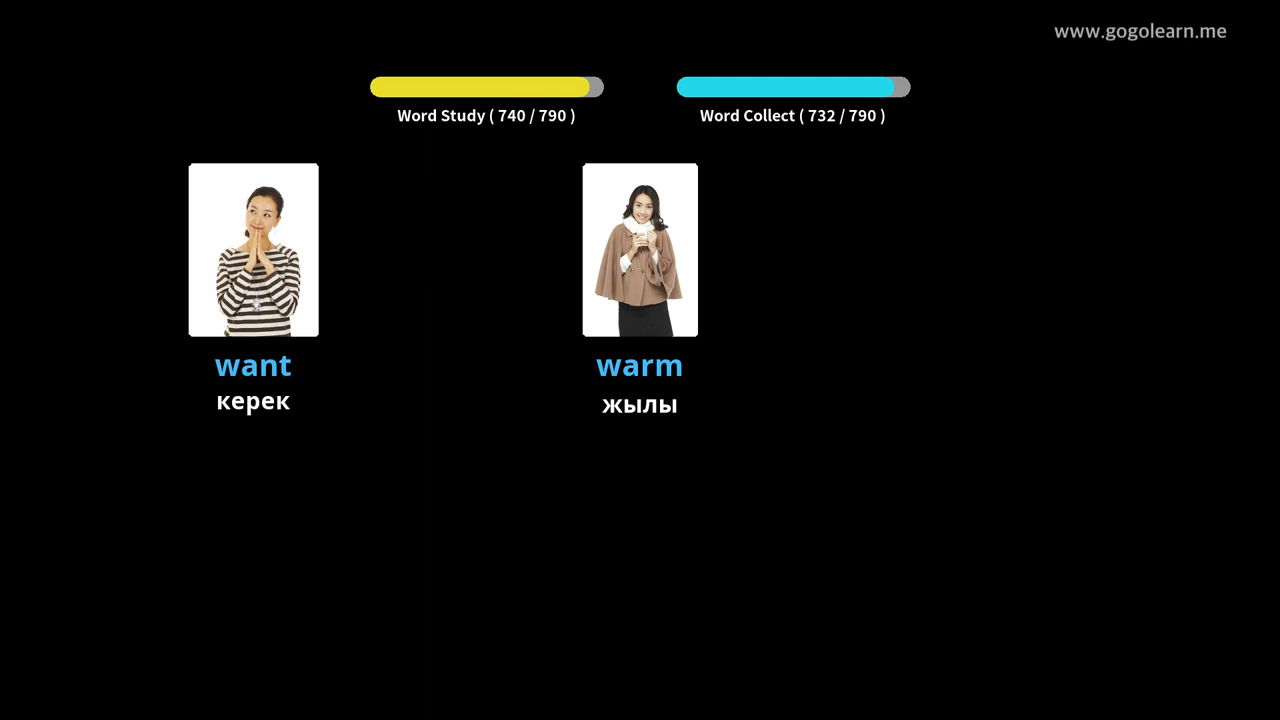 www.gogolearn.me
Word Study ( 740 / 790 )
Word Collect ( 732 / 790 )
want
керек
warm
жылы